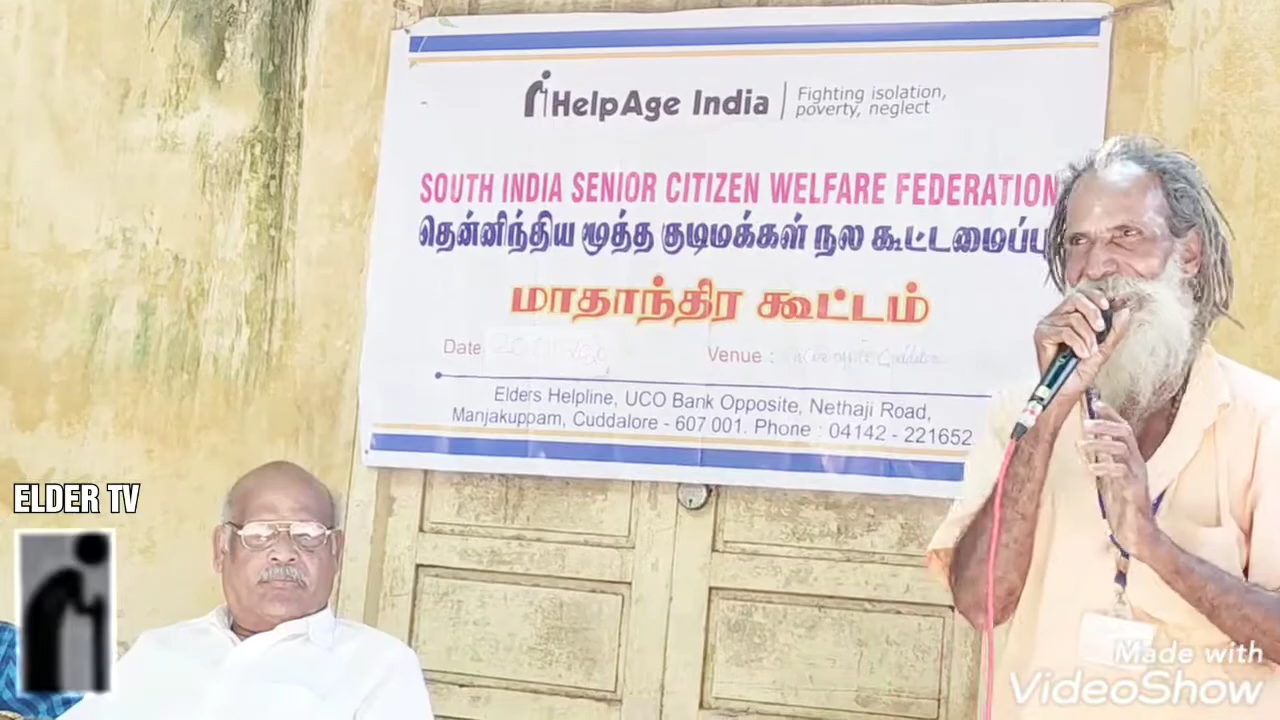 HelpAge India
Fighting isolation,
poverty, neglect
SOUTH INDIA SENIOR CITIZEN WELFARE FEDERATION
தென்னிந்திய மூத்த குடிமக்கள் நல கூட்டமைப்பு
மாதாந்திர கூட்டம்
Date
Venue :
Elders Helpline, UCO Bank Opposite, Nethaji Road,
Manjakuppam, Cuddalore - 607 001. Phone : 04142 - 221652
ELDER TV
Made with
VideoShow